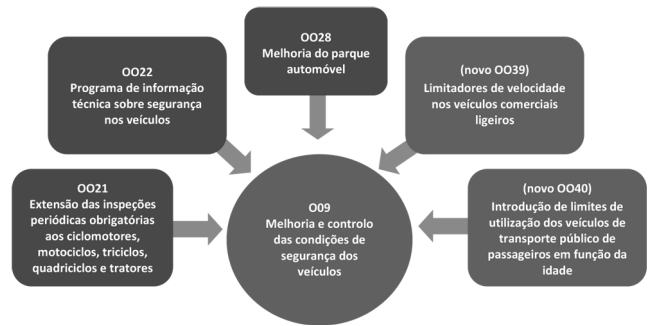 OO28
Melhoria do parque
automóvel
OO22
Programa de informação
técnica sobre segurança
nos veículos
(novo OO39)
Limitadores de velocidade
nos veículos comerciais
ligeiros
OO21
Extensão das inspeções
periódicas obrigatórias
aos ciclomotores,
motociclos, triciclos,
quadriciclos e tratores
O09
Melhoria e controlo
das condições de
segurança dos
veículos
(novo OO40)
Introdução de limites de
utilização dos veículos de
transporte público de
passageiros em função da
idade